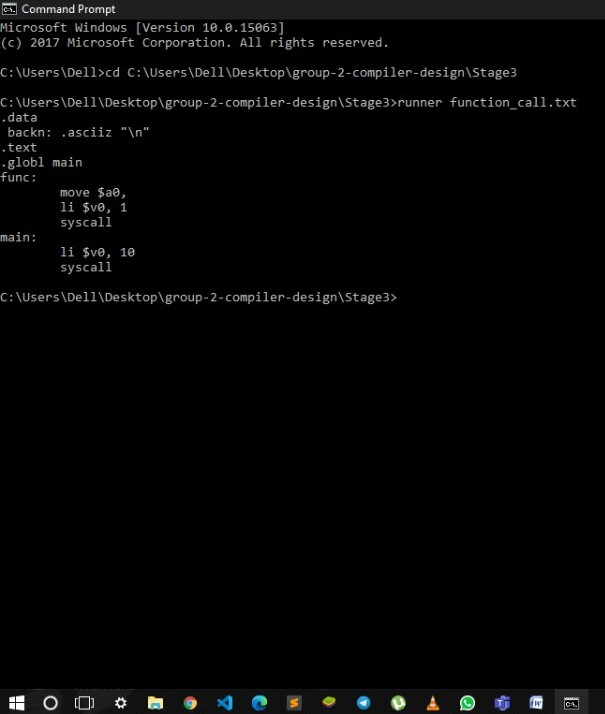 Command Prompt
Microsoft Windows [Version 10.0.15063]
(c) 2017 Microsoft Corporation. All rights reserved.
C:\Users\Dell>cd C:\Users\Dell\Desktop\group-2-compiler-design\Stage3
C:\Users\Dell\Desktop\group-2-compiler-design\Stage3>runner function_call.txt
.data
 backn: .asciiz "\n"
.text
.globl main
func:
        move $a0,
        li $v0, 1
        syscall
main:
        li $v0, 10
        syscall
C:\Users\Dell\Desktop\group-2-compiler-design\Stage3>